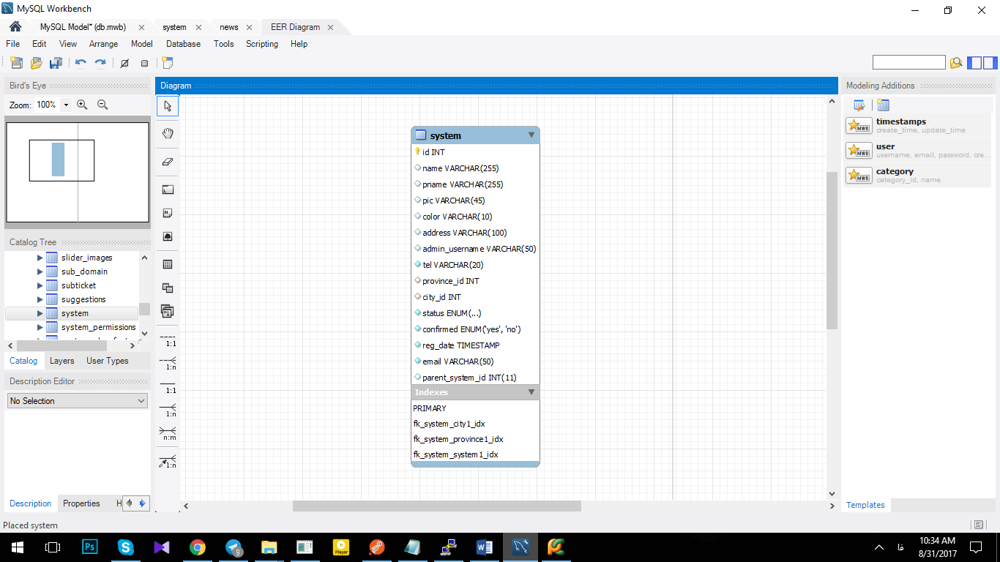 MySQL Workbench
MySQL Model* (db.mwb)
system
news
EER Diagram
File Edit View Arrange Model Database Tools Scripting Help
Bird's Eye
Zoom: 100%
Catalog Tree
slider_images
sub_domain
subticket
suggestions
system
system_permissions
Catalog Layers User Types
Description Editor
No Selection
Description Properties H
Placed system
Diagram
1:1
1:n
1:1
1:n
n:m
1:n
system
id INT
name VARCHAR(255)
pname VARCHAR(255)
pic VARCHAR(45)
color VARCHAR(10)
address VARCHAR(100)
admin_username VARCHAR(50)
tel VARCHAR(20)
province_id INT
city_id INT
status ENUM(...)
confirmed ENUM('yes', 'no')
reg_date TIMESTAMP
email VARCHAR(50)
parent_system_id INT(11)
Indexes
PRIMARY
fk_system_city1_idx
fk_system_province1_idx
fk_system_system1_idx
Modeling Additions
MWB
timestamps
create_time, update_time
MWB
user
username, email, password, cre...
MWB
category
category_id, name
Templates
Ps
9
Player
فا
10:34 AM
8/31/2017